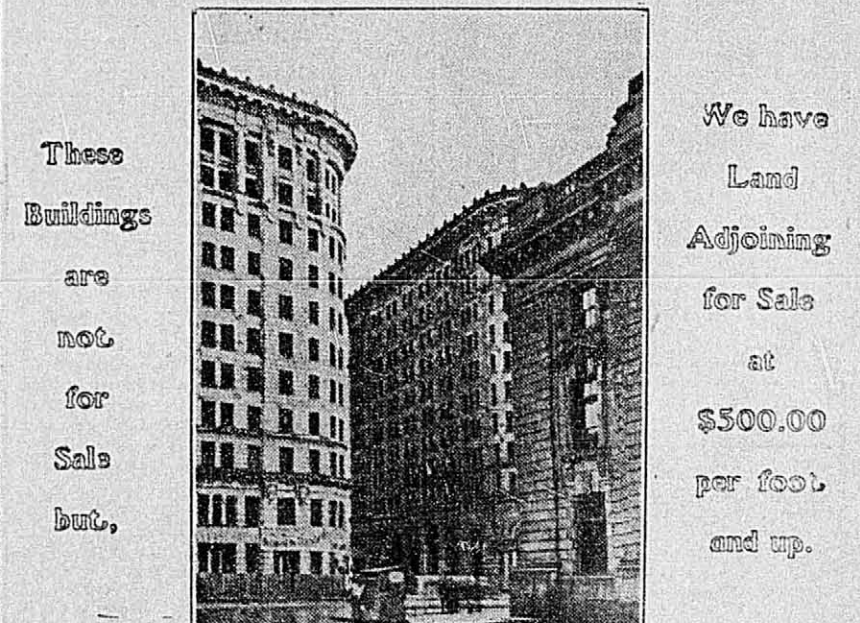 These
Buildings
are
not
for
Sale
but,
We have
Land
Adjoining
for Sale
at
$500.00
per foot
and up.